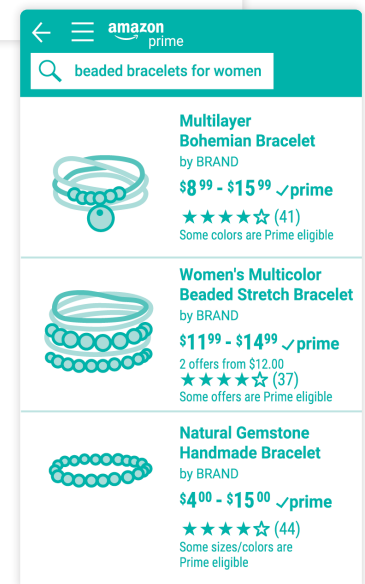 amazon
prime
beaded bracelets for women
Multilayer
Bohemian Bracelet
by BRAND
$8 99 - $15 99 ✓prime
★★★★☆ (41)
Some colors are Prime eligible
Women's Multicolor
Beaded Stretch Bracelet
by BRAND
$11 99 - $14 99 ✓prime
2 offers from $12.00
★★★★☆ (37)
Some offers are Prime eligible
Natural Gemstone
Handmade Bracelet
by BRAND
$4 00 - $15 00 ✓prime
★★★★☆ (44)
Some sizes/colors are
Prime eligible